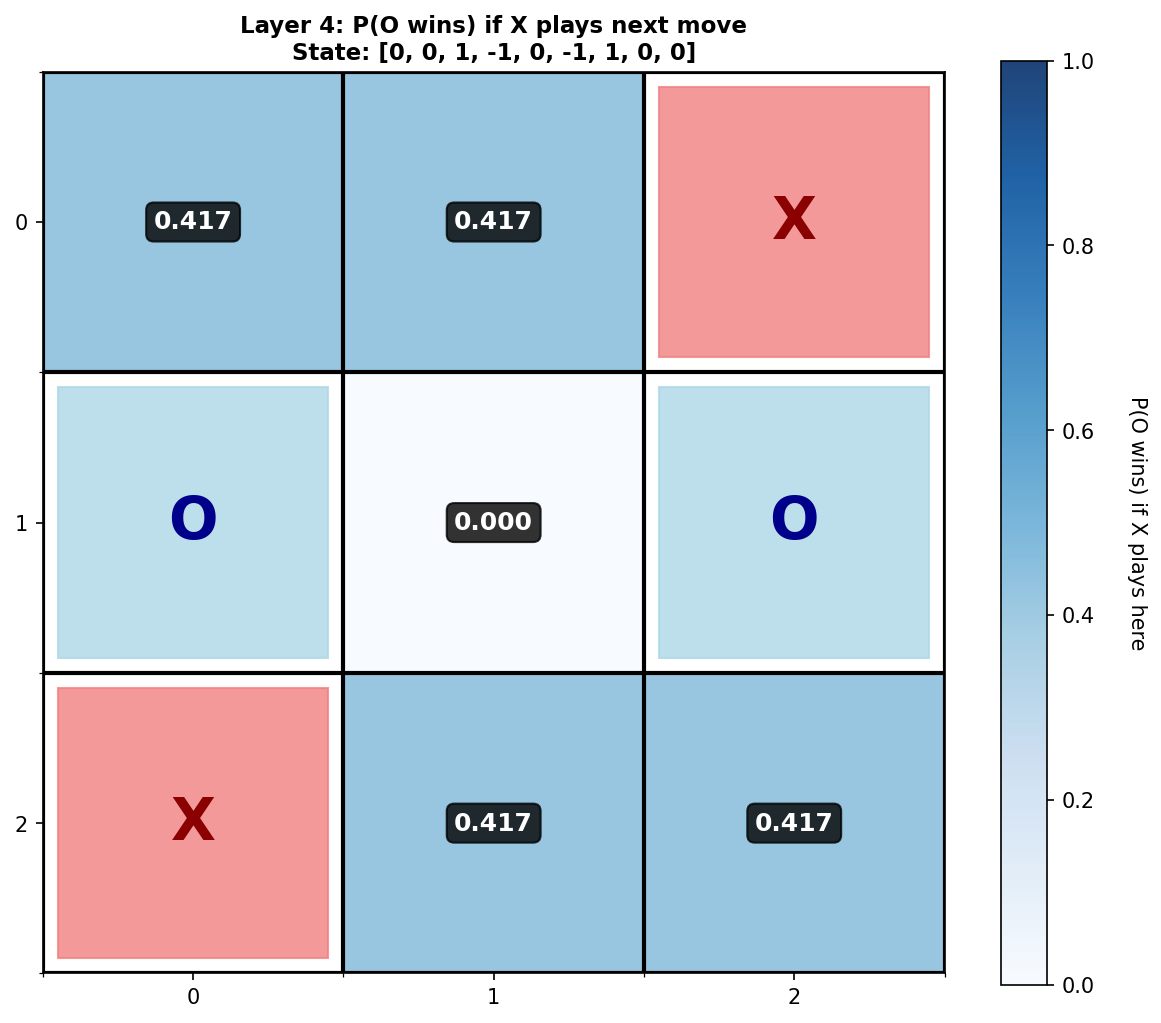 Layer 4: P(O wins) if X plays next move
State: [0, 0, 1, -1, 0, -1, 1, 0, 0]
1.0
0.8
0.6
0.4
0.2
0.0
P(O wins) if X plays here
0
0.417
0.417
X
1
O
0.000
O
2
X
0.417
0.417
0
1
2